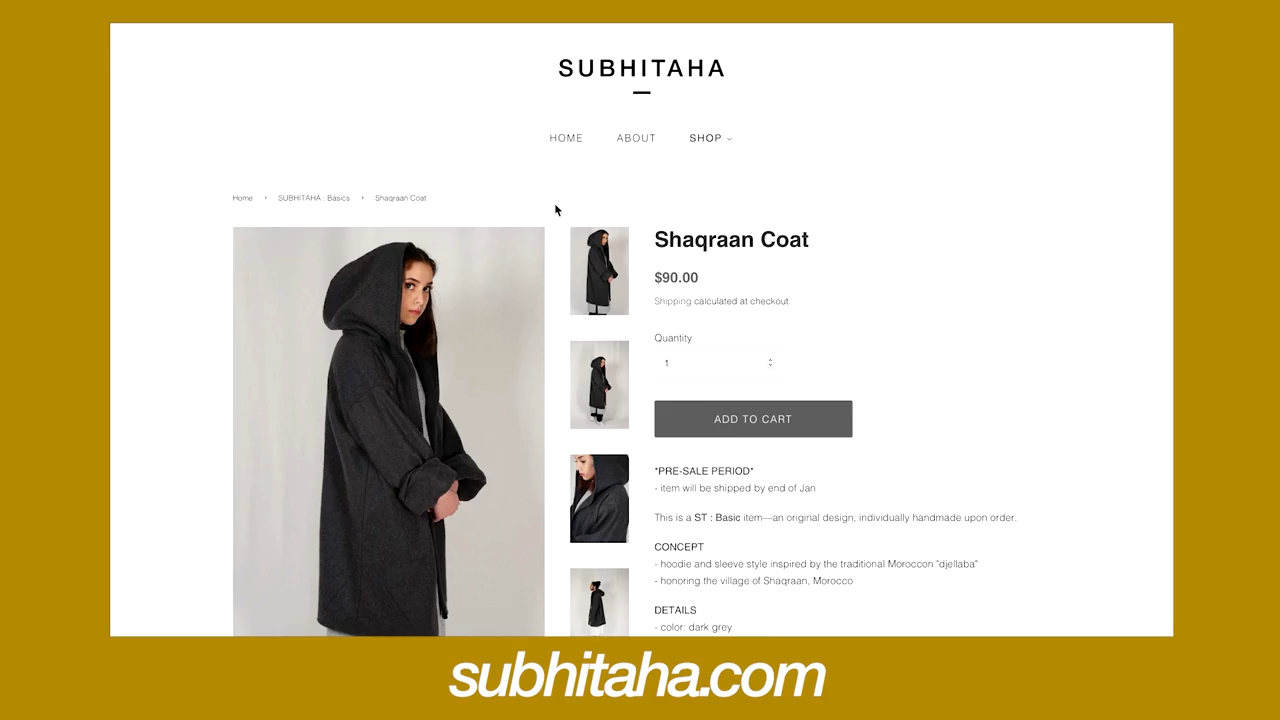 SUBHITAHA
HOME ABOUT SHOP
Home › SUBHITAHA : Basics › Shaqraan Coat
Shaqraan Coat
$90.00
Shipping calculated at checkout.
Quantity
1
ADD TO CART
*PRE-SALE PERIOD*
- item will be shipped by end of Jan
This is a ST : Basic item—an original design, individually handmade upon order.
CONCEPT
- hoodie and sleeve style inspired by the traditional Moroccon "djellaba"
- honoring the village of Shaqraan, Morocco
DETAILS
- color: dark grey
subhitaha.com